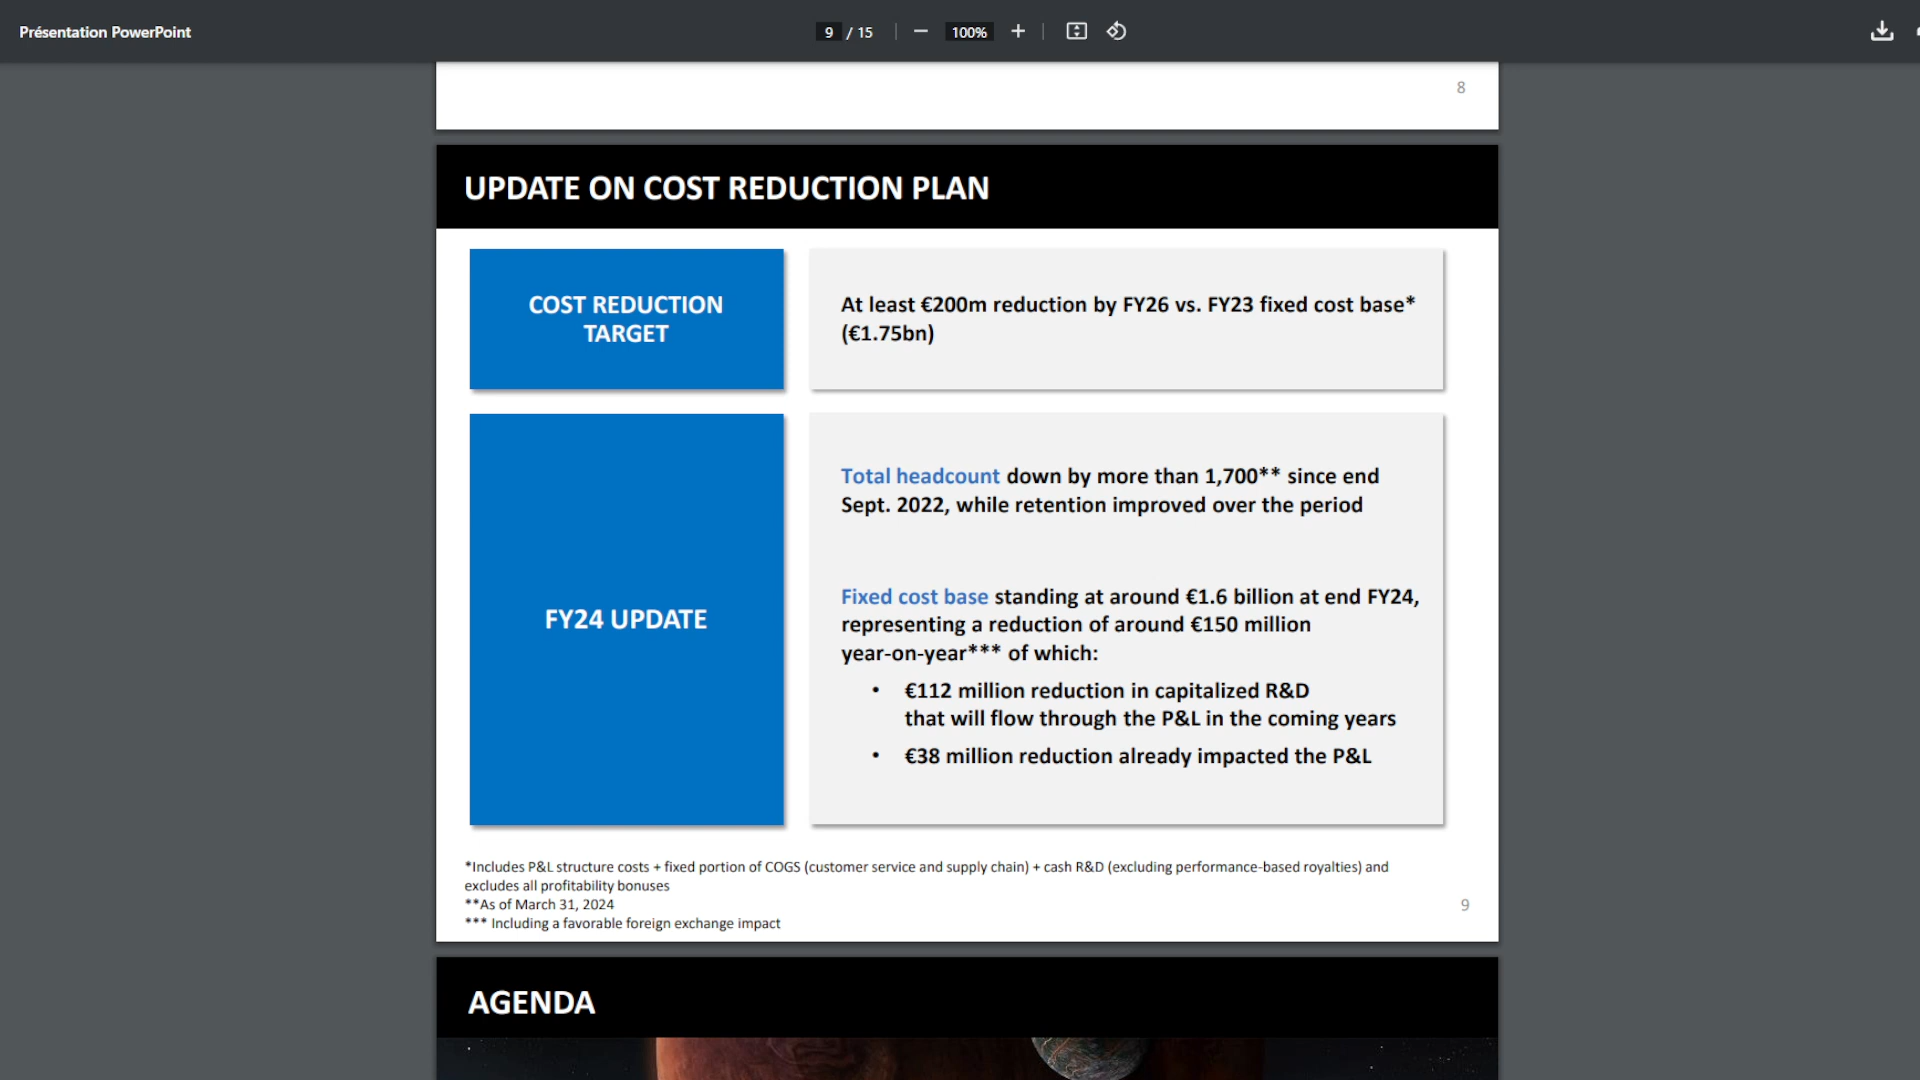 Présentation PowerPoint
9 / 15
100%
8
UPDATE ON COST REDUCTION PLAN
COST REDUCTION
TARGET
At least €200m reduction by FY26 vs. FY23 fixed cost base*
(€1.75bn)
FY24 UPDATE
Total headcount down by more than 1,700** since end
Sept. 2022, while retention improved over the period
Fixed cost base standing at around €1.6 billion at end FY24,
representing a reduction of around €150 million
year-on-year*** of which:
• €112 million reduction in capitalized R&D
that will flow through the P&L in the coming years
• €38 million reduction already impacted the P&L
*Includes P&L structure costs + fixed portion of COGS (customer service and supply chain) + cash R&D (excluding performance-based royalties) and
excludes all profitability bonuses
**As of March 31, 2024
*** Including a favorable foreign exchange impact
9
AGENDA